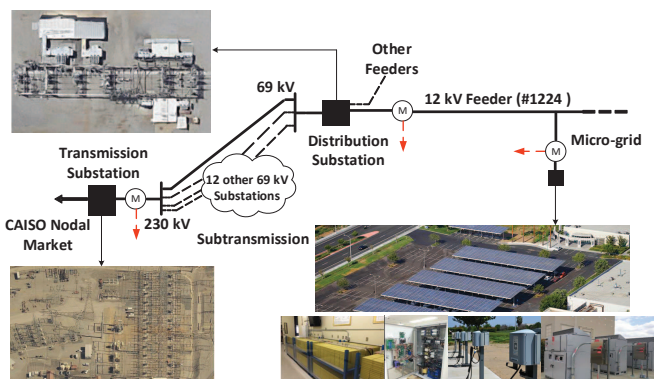 Other
Feeders
69 kV
M
12 kV Feeder (#1224 )
Distribution
Substation
Micro-grid
M
Transmission
Substation
12 other 69 kV
Substations
M
CAISO Nodal
Market
230 kV
Subtransmission